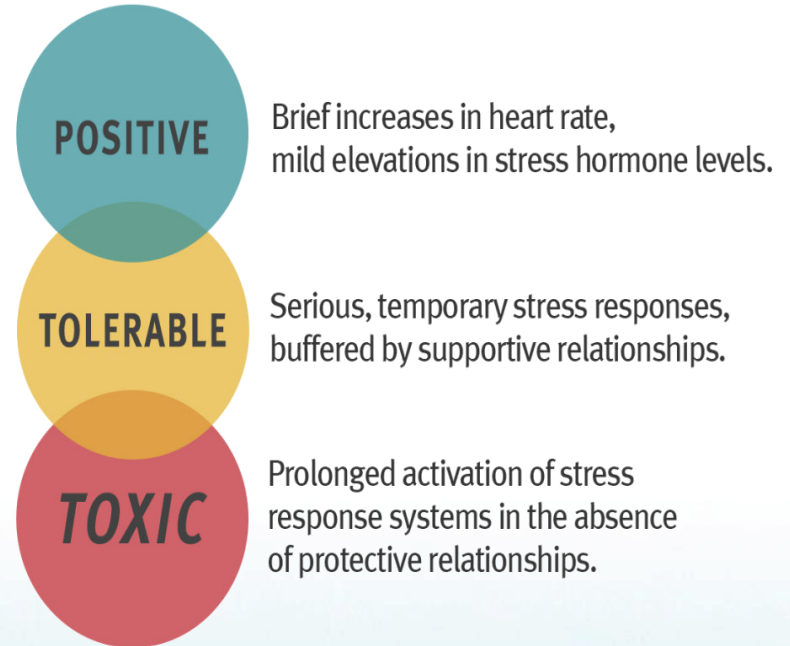 POSITIVE
Brief increases in heart rate,
mild elevations in stress hormone levels.
TOLERABLE
Serious, temporary stress responses,
buffered by supportive relationships.
TOXIC
Prolonged activation of stress
response systems in the absence
of protective relationships.